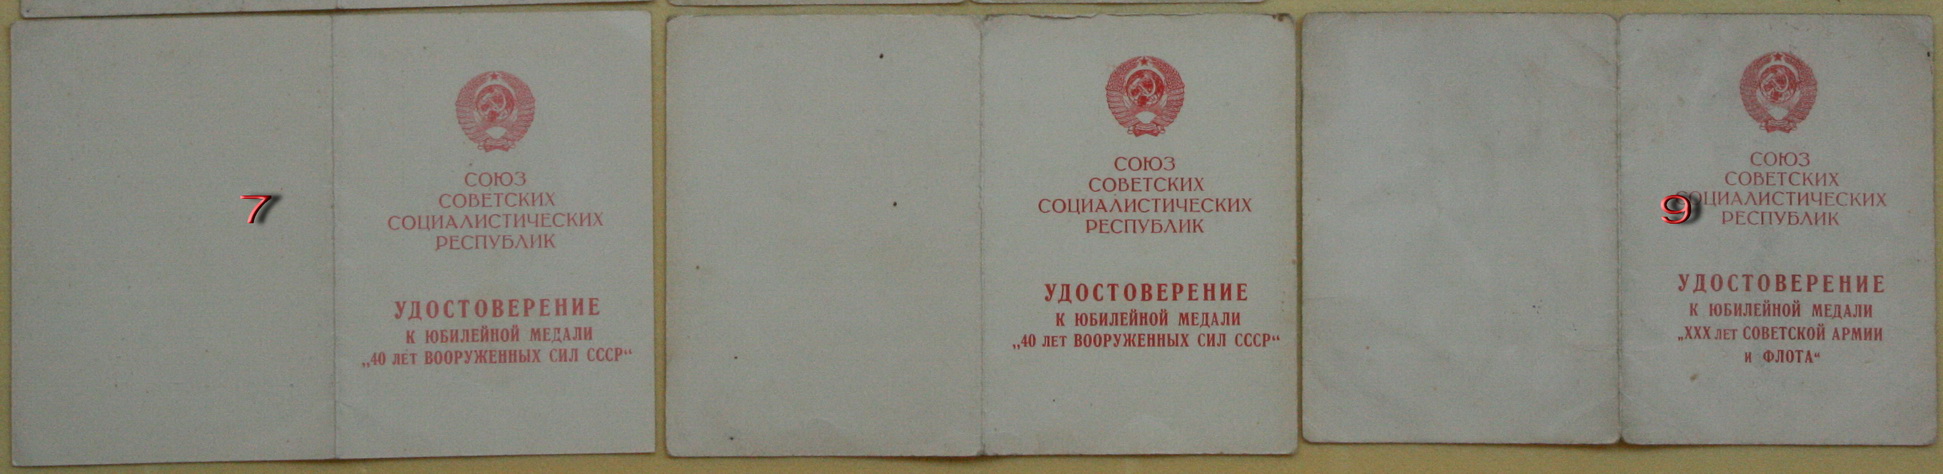 7
СОЮЗ
СОВЕТСКИХ
СОЦИАЛИСТИЧЕСКИХ
РЕСПУБЛИК
УДОСТОВЕРЕНИЕ
К ЮБИЛЕЙНОЙ МЕДАЛИ
„40 ЛЕТ ВООРУЖЕННЫХ СИЛ СССР“
СОЮЗ
СОВЕТСКИХ
СОЦИАЛИСТИЧЕСКИХ
РЕСПУБЛИК
УДОСТОВЕРЕНИЕ
К ЮБИЛЕЙНОЙ МЕДАЛИ
„40 ЛЕТ ВООРУЖЕННЫХ СИЛ СССР“
9
СОЮЗ
СОВЕТСКИХ
СОЦИАЛИСТИЧЕСКИХ
РЕСПУБЛИК
УДОСТОВЕРЕНИЕ
К ЮБИЛЕЙНОЙ МЕДАЛИ
„XXX ЛЕТ СОВЕТСКОЙ АРМИИ
И ФЛОТА“